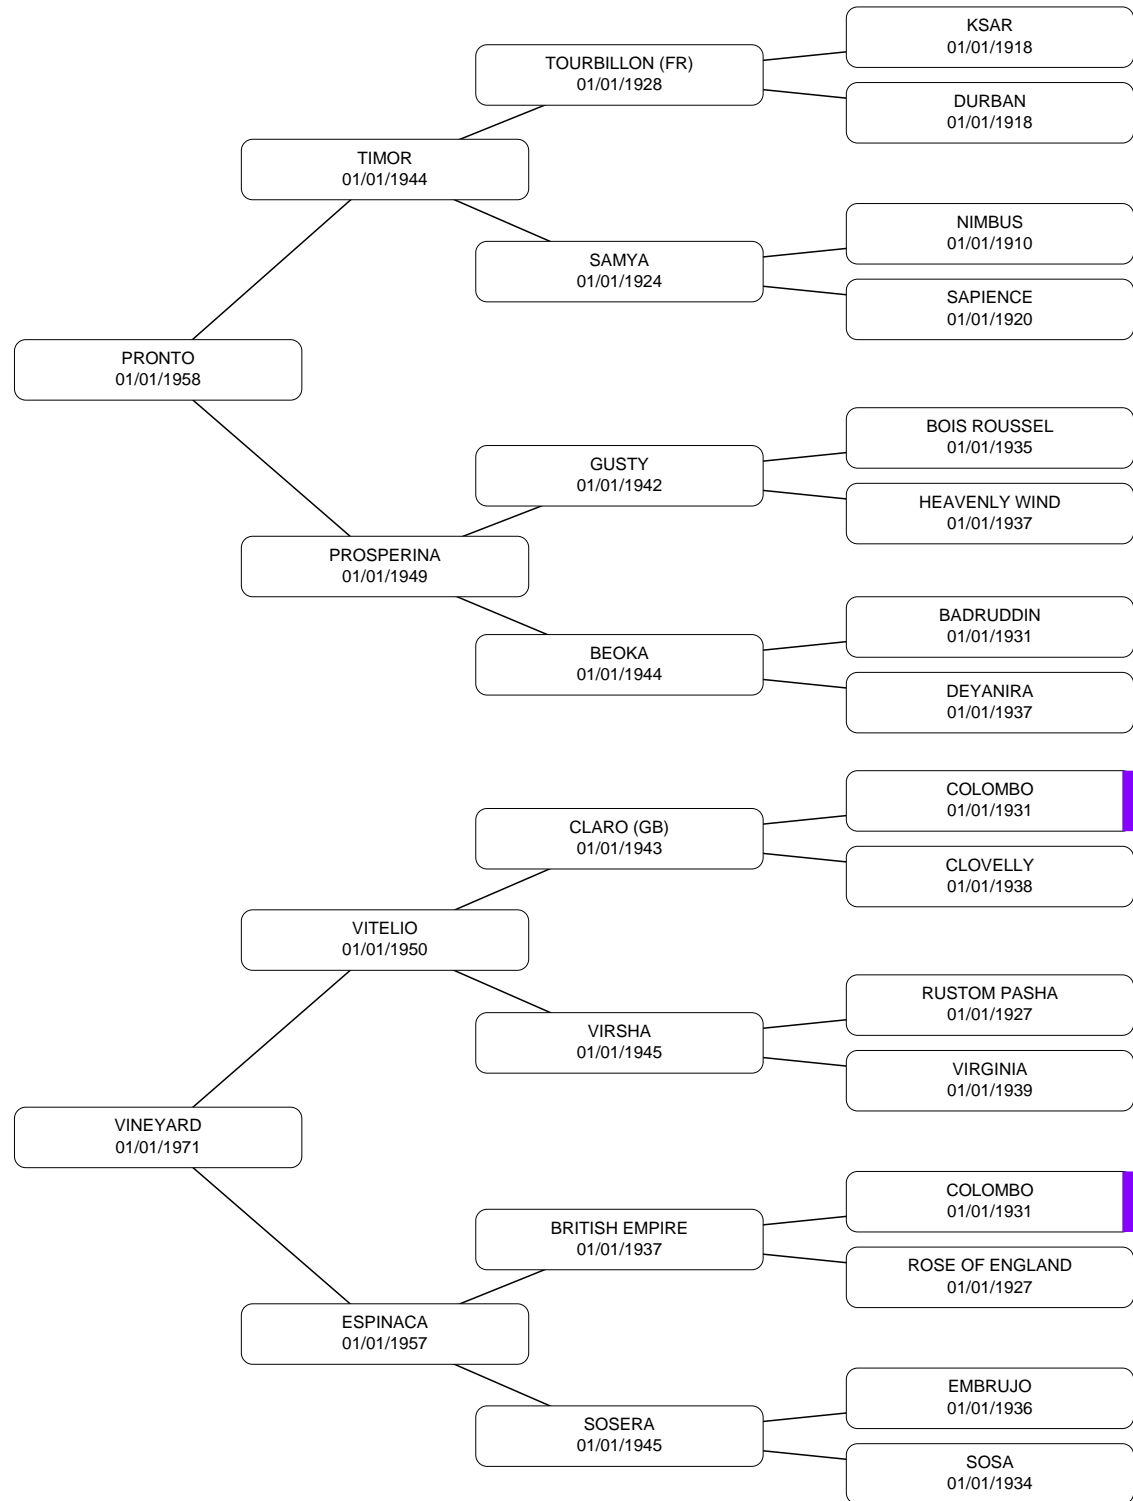 KSAR
01/01/1918
TOURBILLON (FR)
01/01/1928
DURBAN
01/01/1918
TIMOR
01/01/1944
NIMBUS
01/01/1910
SAMYA
01/01/1924
SAPIENCE
01/01/1920
PRONTO
01/01/1958
BOIS ROUSSEL
01/01/1935
GUSTY
01/01/1942
HEAVENLY WIND
01/01/1937
PROSPERINA
01/01/1949
BADRUDDIN
01/01/1931
BEOKA
01/01/1944
DEYANIRA
01/01/1937
COLOMBO
01/01/1931
CLARO (GB)
01/01/1943
CLOVELLY
01/01/1938
VITELIO
01/01/1950
RUSTOM PASHA
01/01/1927
VIRSHA
01/01/1945
VIRGINIA
01/01/1939
VINEYARD
01/01/1971
COLOMBO
01/01/1931
BRITISH EMPIRE
01/01/1937
ROSE OF ENGLAND
01/01/1927
ESPINACA
01/01/1957
EMBRUJO
01/01/1936
SOSERA
01/01/1945
SOSA
01/01/1934